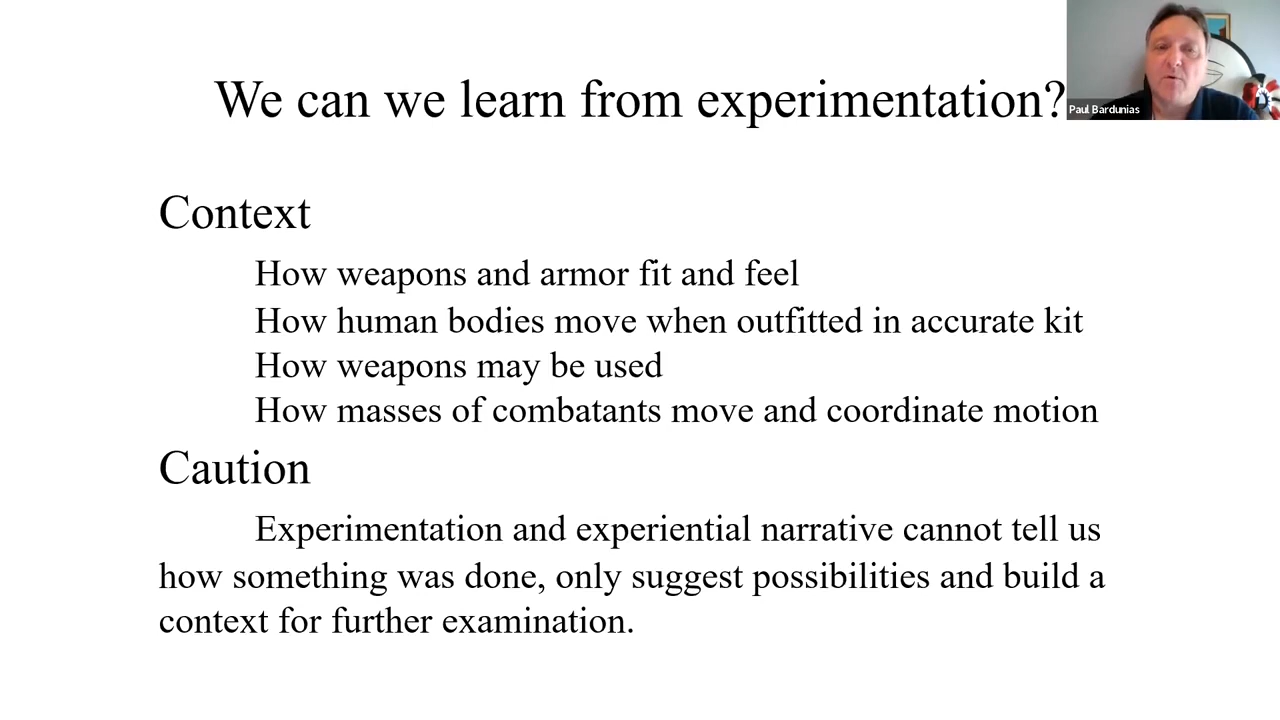 We can we learn from experimentation?
Paul Bardunias
Context
How weapons and armor fit and feel
How human bodies move when outfitted in accurate kit
How weapons may be used
How masses of combatants move and coordinate motion
Caution
Experimentation and experiential narrative cannot tell us
how something was done, only suggest possibilities and build a
context for further examination.